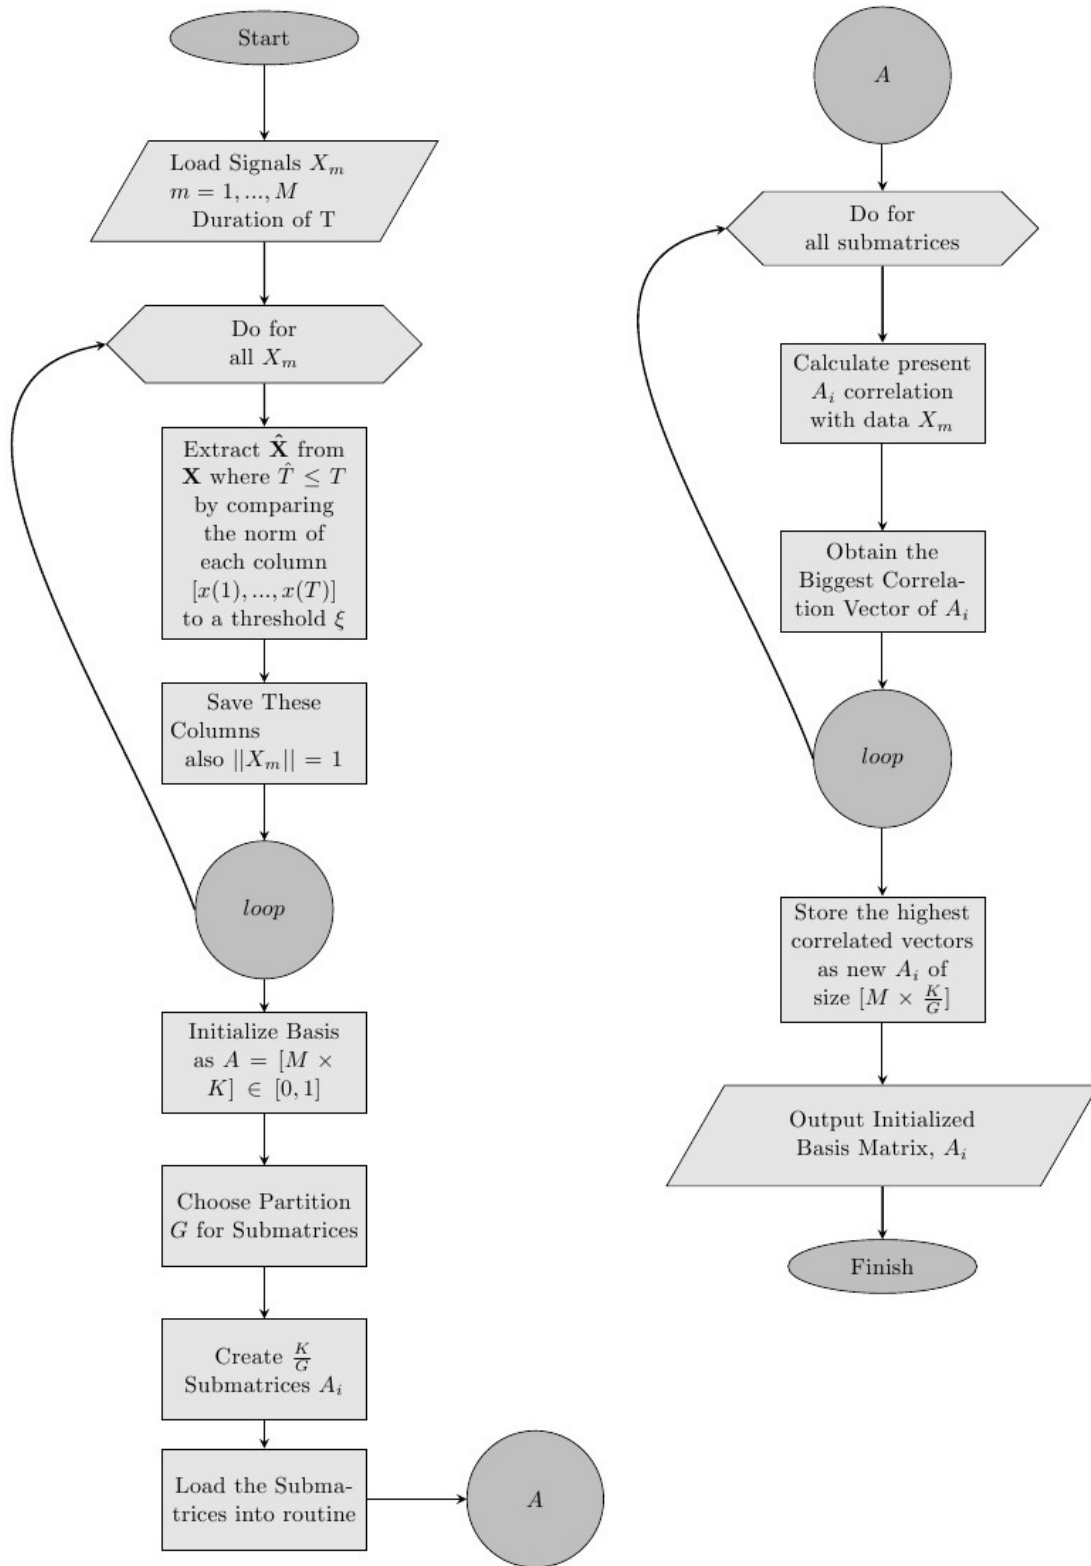 Start
Load Signals X_m
m = 1, ..., M
Duration of T
Do for
all X_m
Extract X̂ from
X where T̂ ≤ T
by comparing
the norm of
each column
[x(1), ..., x(T)]
to a threshold ξ
Save These
Columns
also ||X_m|| = 1
loop
Initialize Basis
as A = [M ×
K] ∈ [0, 1]
Choose Partition
G for Submatrices
Create K/G
Submatrices A_i
Load the Subma-
trices into routine
A
A
Do for
all submatrices
Calculate present
A_i correlation
with data X_m
Obtain the
Biggest Correla-
tion Vector of A_i
loop
Store the highest
correlated vectors
as new A_i of
size [M × K/G]
Output Initialized
Basis Matrix, A_i
Finish